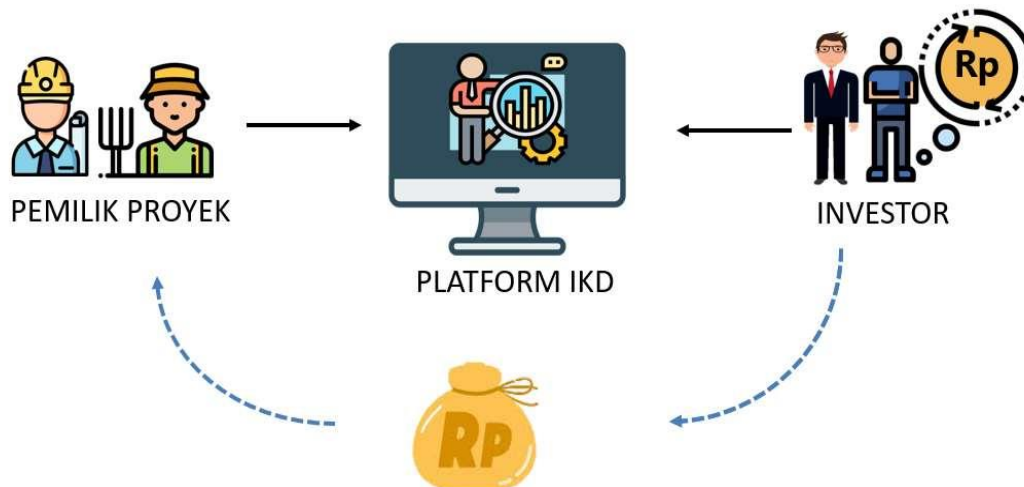 Rp
PEMILIK PROYEK
INVESTOR
PLATFORM IKD
RP